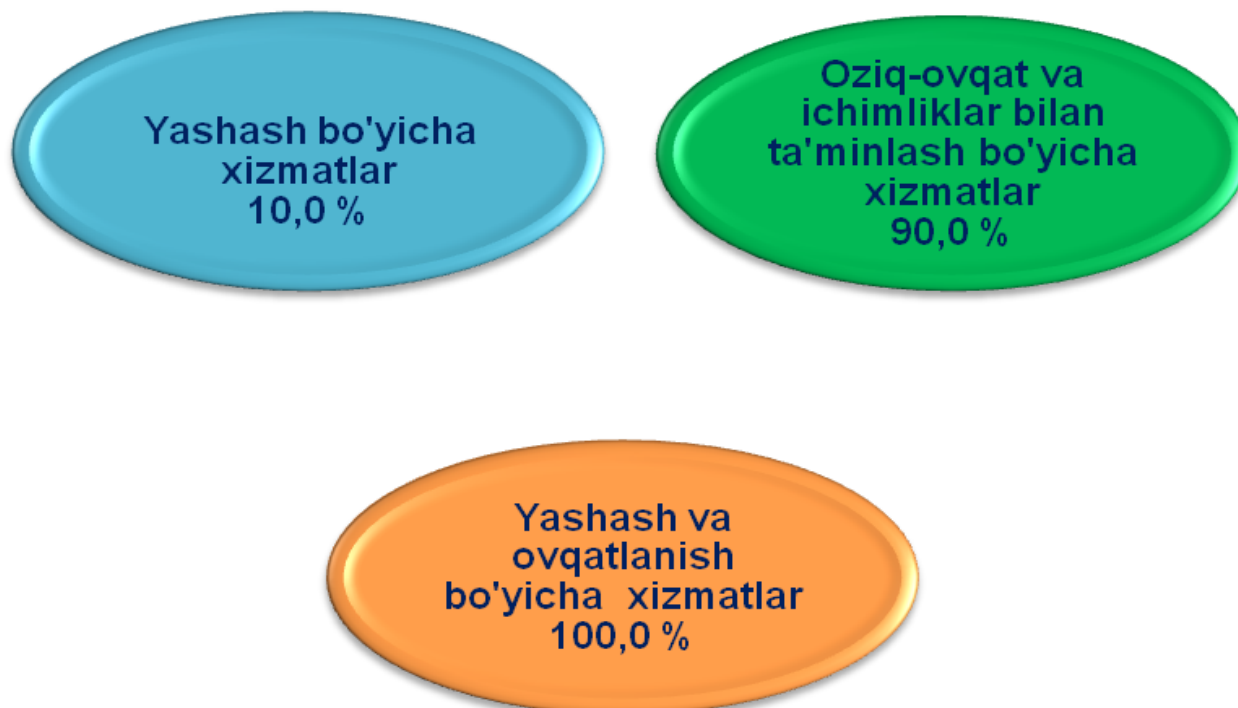 Yashash bo'yicha
xizmatlar
10,0 %
Oziq-ovqat va
ichimliklar bilan
ta'minlash bo'yicha
xizmatlar
90,0 %
Yashash va
ovqatlanish
bo'yicha  xizmatlar
100,0 %